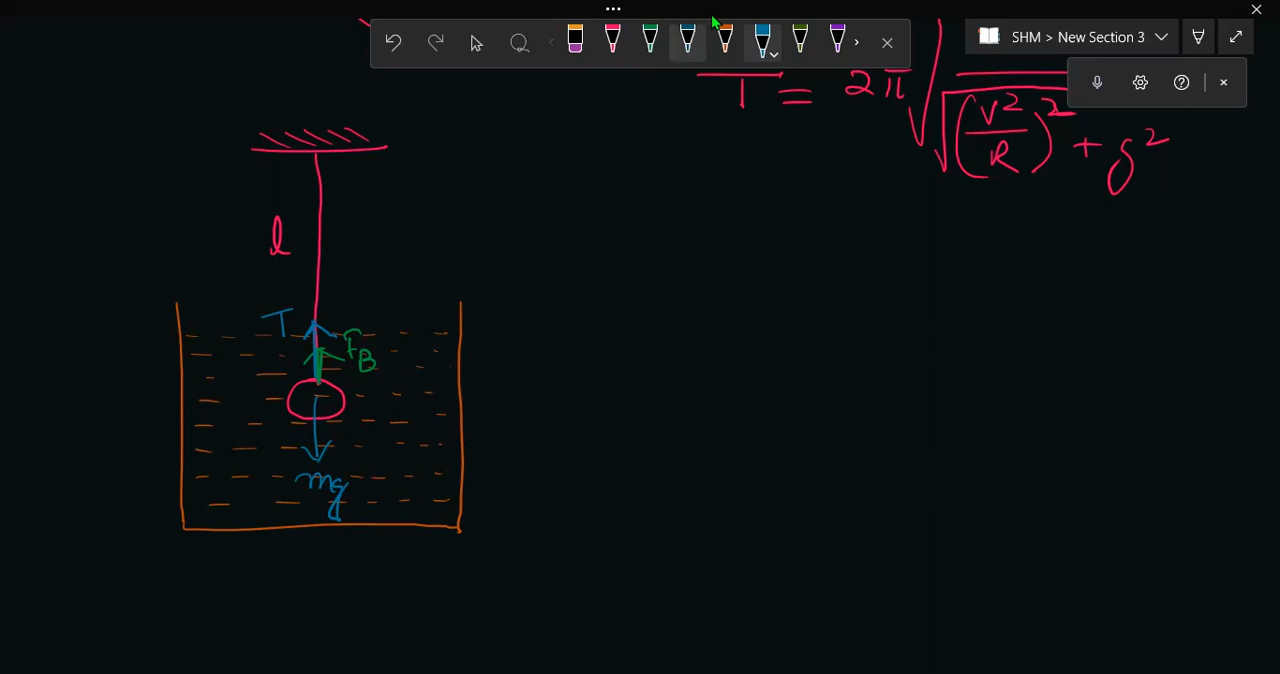 SHM > New Section 3
T = 2π
(V²/R)² + g²
l
T
F_B
mg